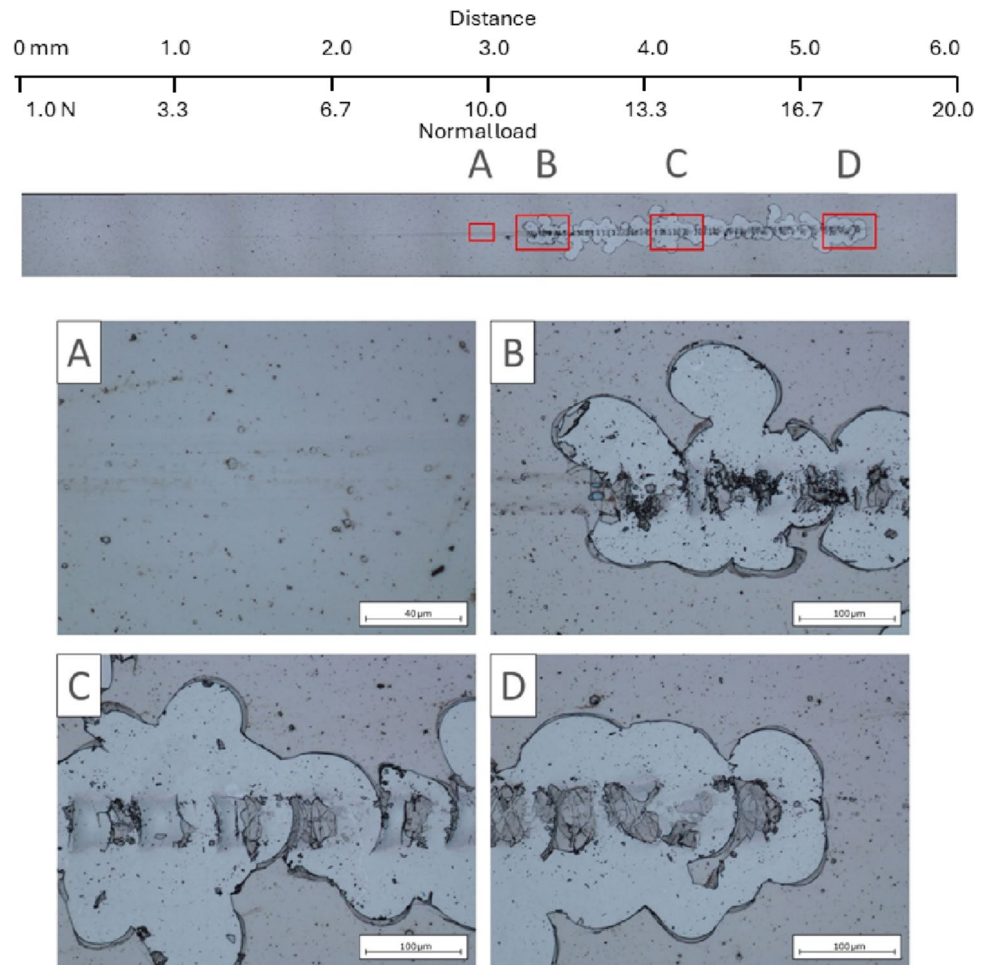 Distance
0 mm 1.0 2.0 3.0 4.0 5.0 6.0
1.0 N 3.3 6.7 10.0 13.3 16.7 20.0
Normalload
A B C D
A
40 µm
B
100 µm
C
100 µm
D
100 µm